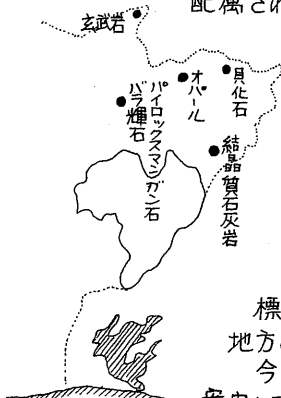 配属され
玄武岩
貝化石
オパール
パイロックスマンガン石
バラ輝石
結晶質石灰岩
標
地方
今